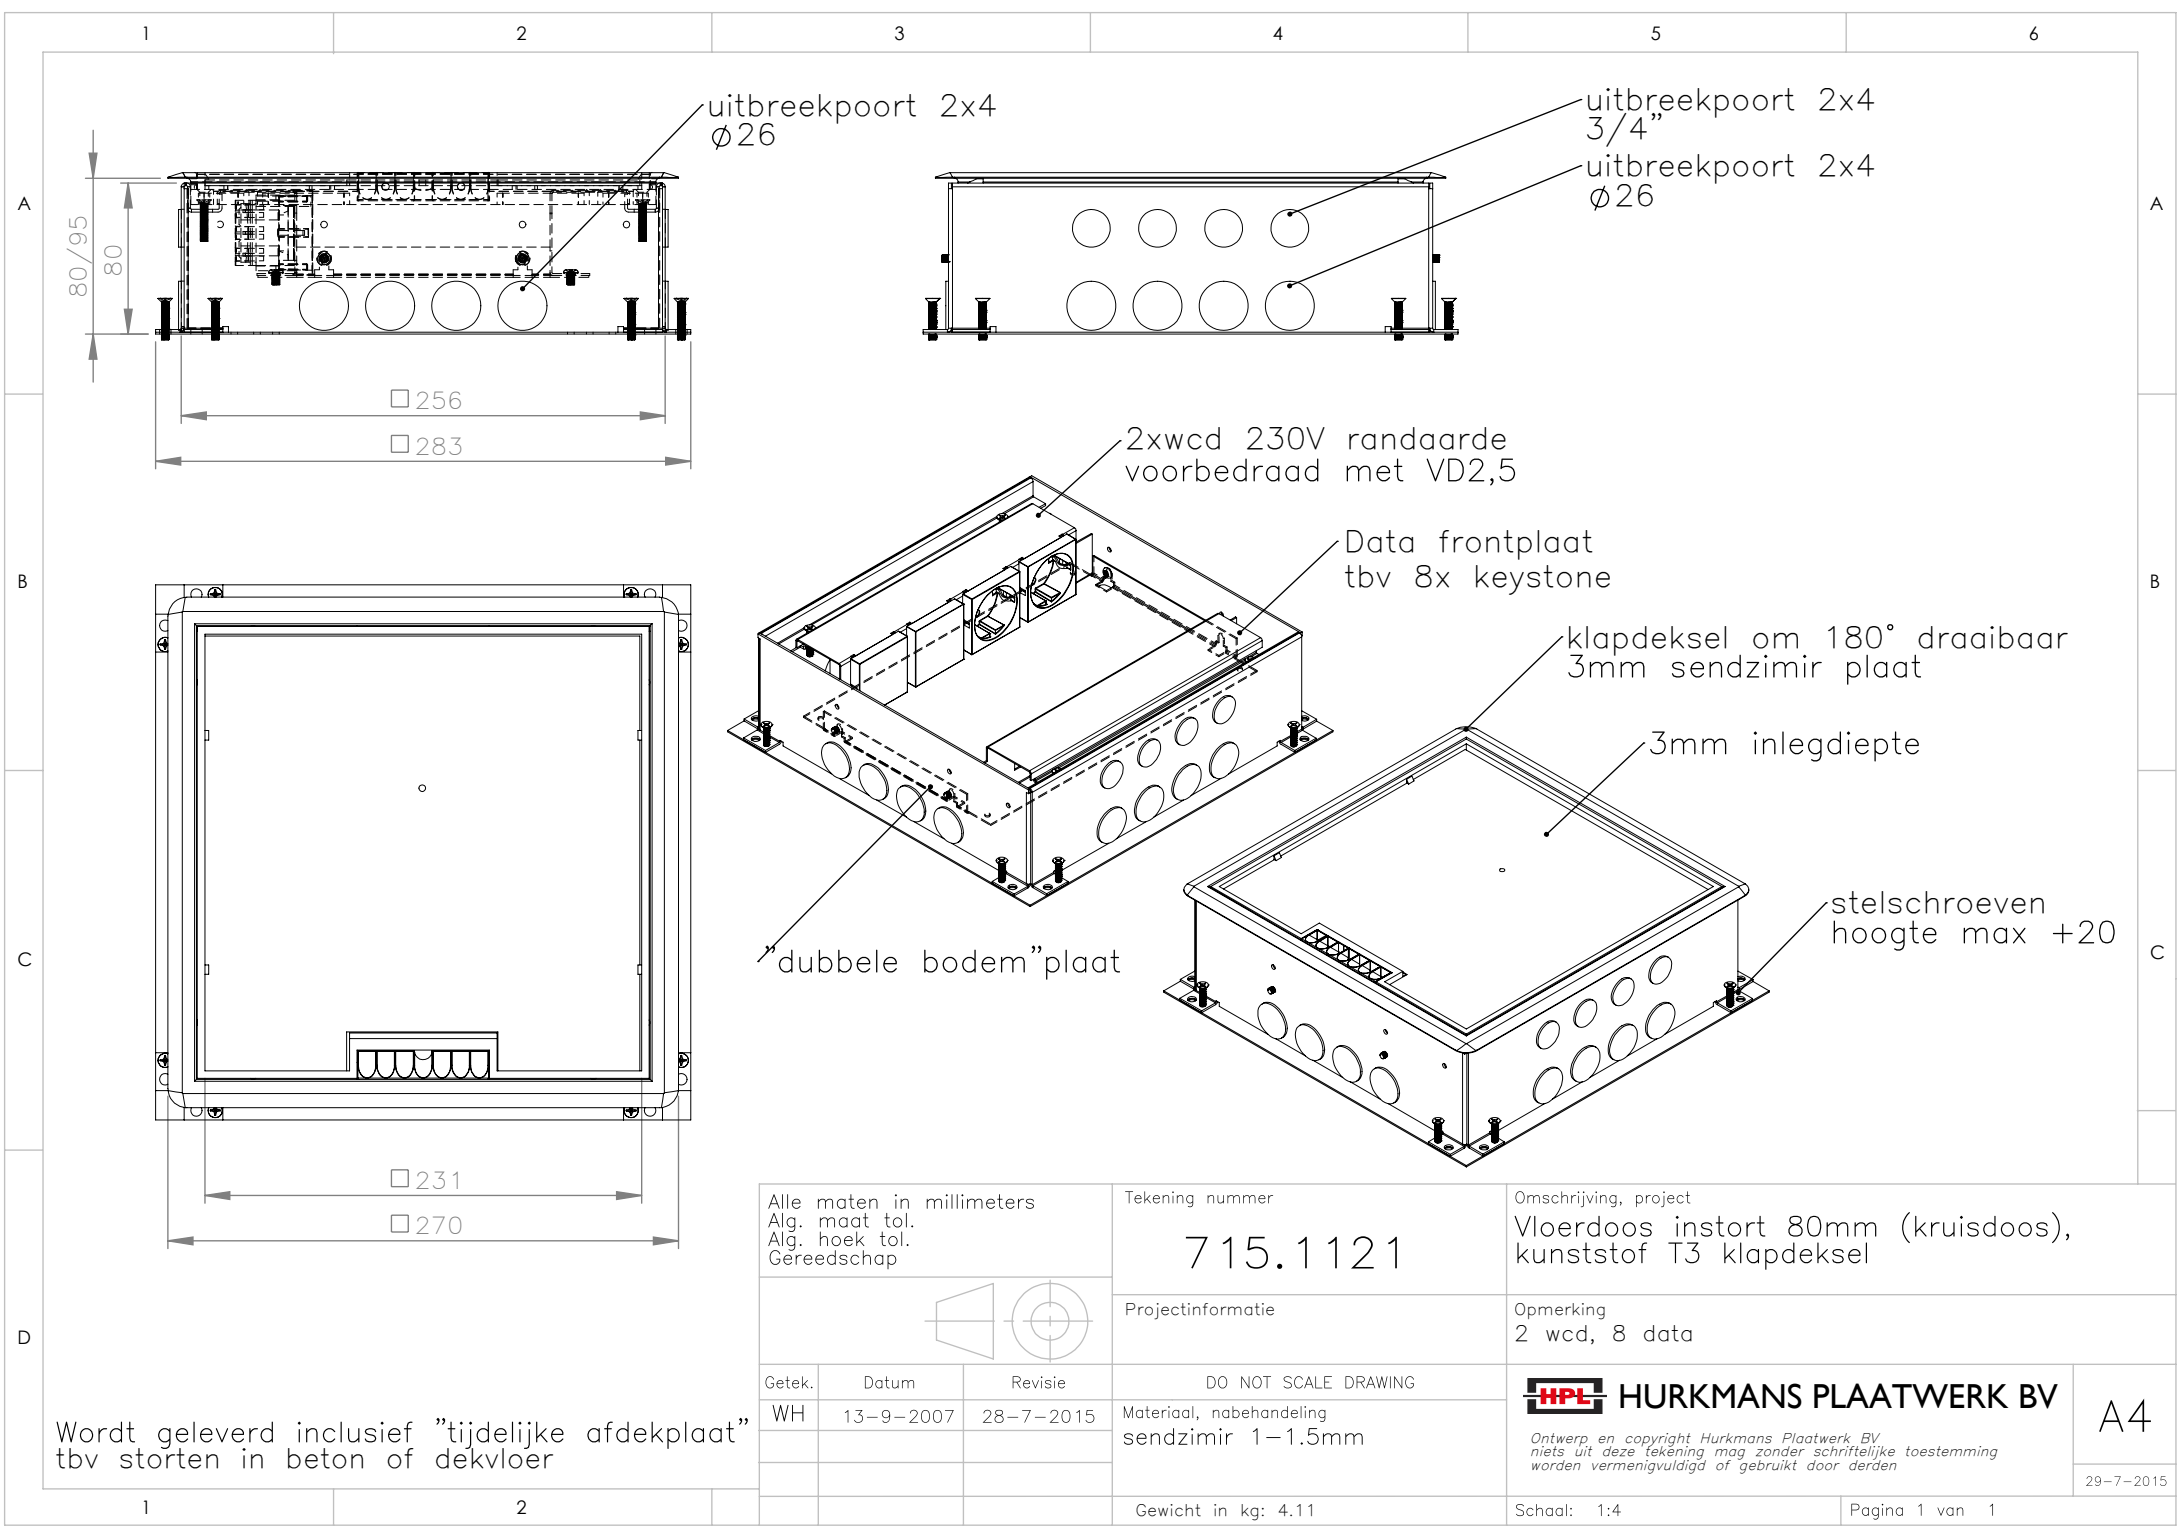 1 2 3 4 5 6
A A
B B
C C
D
uitbreekpoort 2x4
⌀26
80/95
80
□256
□283
uitbreekpoort 2x4
3/4"
uitbreekpoort 2x4
⌀26
2xwcd 230V randaarde
voorbedraad met VD2,5
Data frontplaat
tbv 8x keystone
klapdeksel om 180° draaibaar
3mm sendzimir plaat
3mm inlegdiepte
stelschroeven
hoogte max +20
"dubbele bodem"plaat
□231
□270
Wordt geleverd inclusief "tijdelijke afdekplaat"
tbv storten in beton of dekvloer
Alle maten in millimeters
Alg. maat tol.
Alg. hoek tol.
Gereedschap
Tekening nummer
715.1121
Omschrijving, project
Vloerdoos instort 80mm (kruisdoos),
kunststof T3 klapdeksel
Projectinformatie
Opmerking
2 wcd, 8 data
Getek. Datum Revisie
WH 13-9-2007 28-7-2015
DO NOT SCALE DRAWING
Materiaal, nabehandeling
sendzimir 1-1.5mm
Gewicht in kg: 4.11
HPL HURKMANS PLAATWERK BV
Ontwerp en copyright Hurkmans Plaatwerk BV
niets uit deze tekening mag zonder schriftelijke toestemming
worden vermenigvuldigd of gebruikt door derden
A4
29-7-2015
Schaal: 1:4
Pagina 1 van 1
1 2